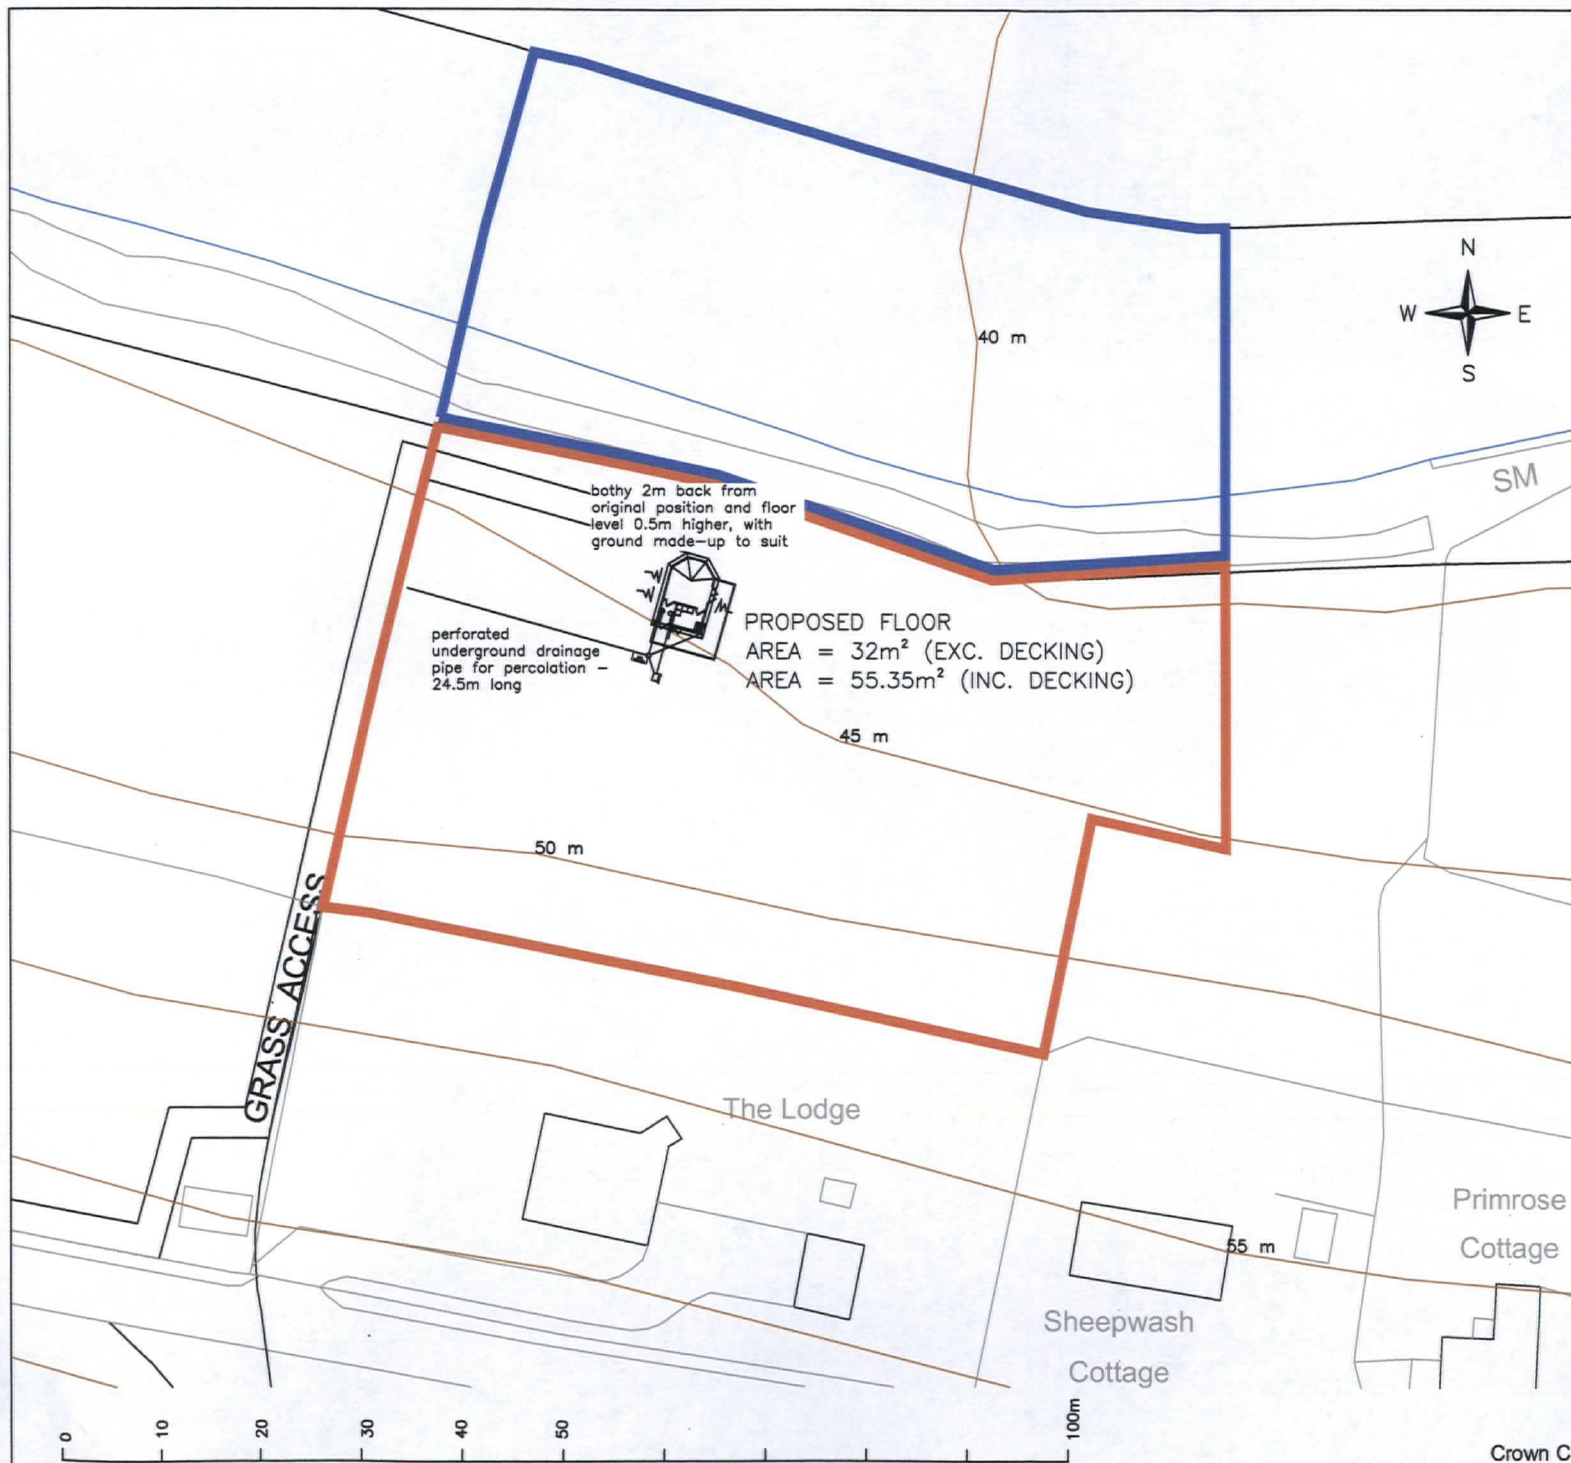 N
W E
S
40 m
SM
bothy 2m back from
original position and floor
level 0.5m higher, with
ground made-up to suit
PROPOSED FLOOR
AREA = 32m² (EXC. DECKING)
AREA = 55.35m² (INC. DECKING)
perforated
underground drainage
pipe for percolation -
24.5m long
45 m
50 m
GRASS ACCESS
The Lodge
Primrose
Cottage
55 m
Sheepwash
Cottage
0 10 20 30 40 50 100m
Crown C